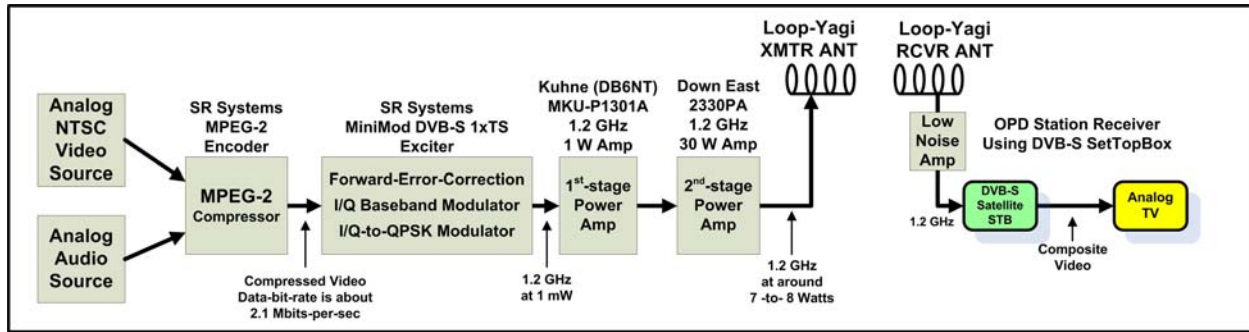 Analog
NTSC
Video
Source
Analog
Audio
Source
SR Systems
MPEG-2
Encoder
MPEG-2
Compressor
Compressed Video
Data-bit-rate is about
2.1 Mbits-per-sec
SR Systems
MiniMod DVB-S 1xTS
Exciter
Forward-Error-Correction
I/Q Baseband Modulator
I/Q-to-QPSK Modulator
1.2 GHz
at 1 mW
Kuhne (DB6NT)
MKU-P1301A
1.2 GHz
1 W Amp
1st-stage
Power
Amp
Down East
2330PA
1.2 GHz
30 W Amp
2nd-stage
Power
Amp
1.2 GHz
at around
7 -to- 8 Watts
Loop-Yagi
XMTR ANT
Loop-Yagi
RCVR ANT
Low
Noise
Amp
1.2 GHz
OPD Station Receiver
Using DVB-S SetTopBox
DVB-S
Satellite
STB
Composite
Video
Analog
TV